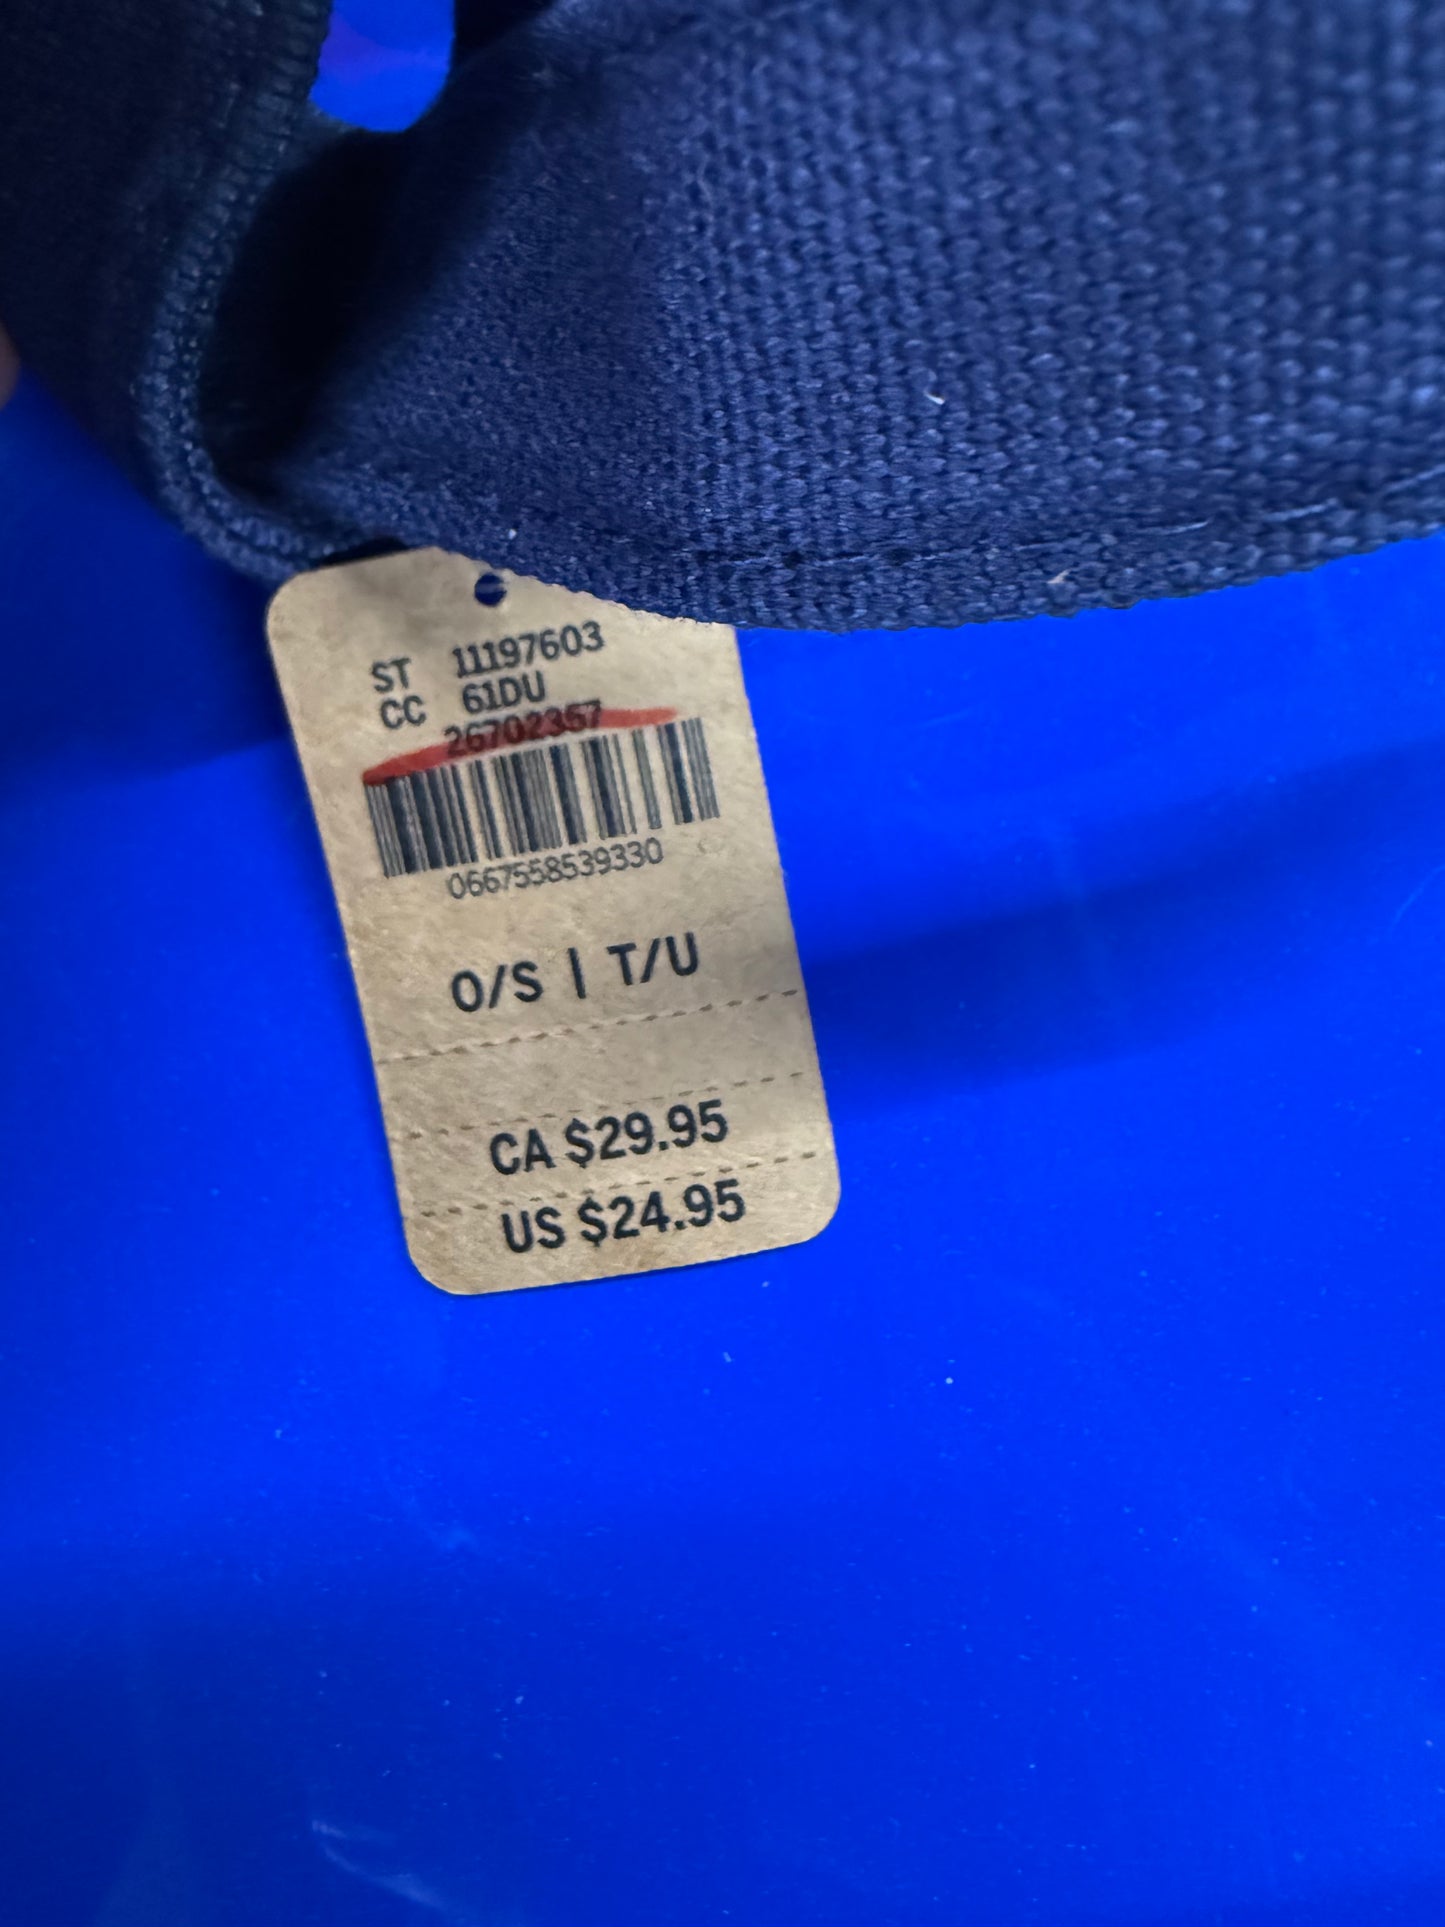 ST 11197603
CC 61DU
26702357
0667558539330
O/S | T/U
CA $29.95
US $24.95